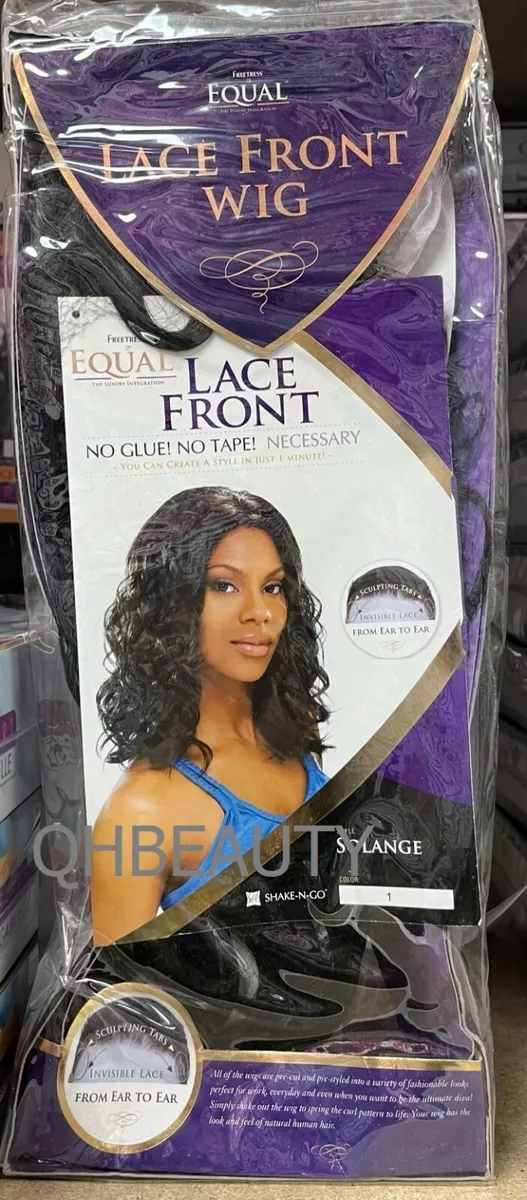 FREETRESS
EQUAL
THE LUXURY INTEGRATION
LACE FRONT
WIG
EQUAL
THE LUXURY INTEGRATION
LACE
FRONT
NO GLUE! NO TAPE! NECESSARY
~ YOU CAN CREATE A STYLE IN JUST 1 MINUTE! ~
SCULPTING TABS
INVISIBLE LACE
FROM EAR TO EAR
QHBEAUTY
SOLANGE
COLOR
SHAKE-N-GO
1
SCULPTING TABS
INVISIBLE LACE
FROM EAR TO EAR
All of the wigs are pre-cut and pre-styled into a variety of fashionable looks
perfect for work, everyday and even when you want to be the ultimate diva!
Simply shake out the wig to spring the curl pattern to life. Your wig has the
look and feel of natural human hair.